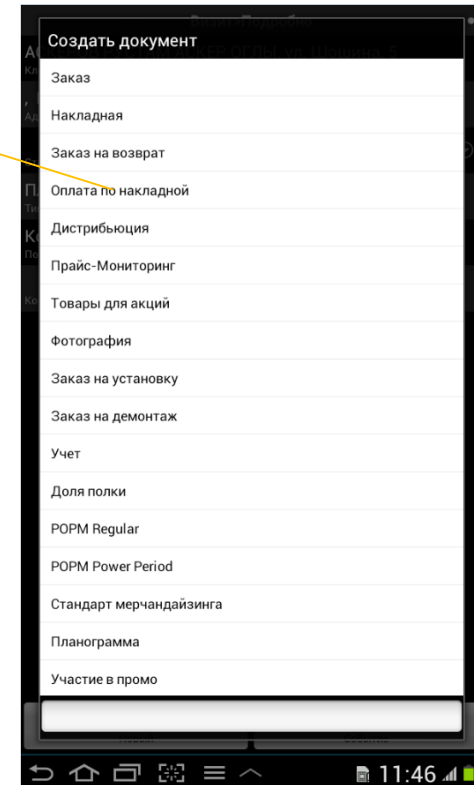 Визит-Подробно
Создать документ
Заказ
Накладная
Заказ на возврат
Оплата по накладной
Дистрибьюция
Прайс-Мониторинг
Товары для акций
Фотография
Заказ на установку
Заказ на демонтаж
Учет
Доля полки
POPM Regular
POPM Power Period
Стандарт мерчандайзинга
Планограмма
Участие в промо
11:46